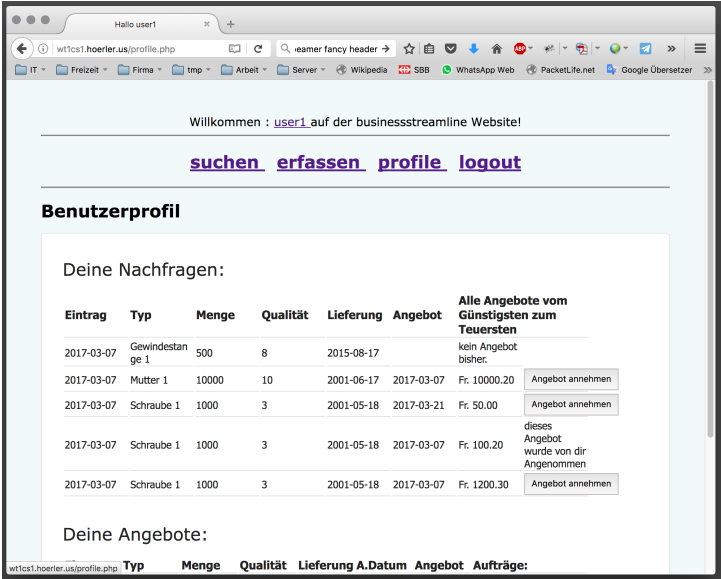 Hallo user1
wt1cs1.hoerler.us/profile.php
eamer fancy header
ABP
IT Freizeit Firma tmp Arbeit Server Wikipedia SBB WhatsApp Web PacketLife.net Google Übersetzer
Willkommen : user1 auf der businessstreamline Website!
suchen erfassen profile logout
Benutzerprofil
Deine Nachfragen:
Alle Angebote vom
Günstigsten zum
Teuersten
Eintrag Typ Menge Qualität Lieferung Angebot
2017-03-07 Gewindestan
ge 1 500 8 2015-08-17 kein Angebot
bisher.
2017-03-07 Mutter 1 10000 10 2001-06-17 2017-03-07 Fr. 10000.20 Angebot annehmen
2017-03-07 Schraube 1 1000 3 2001-05-18 2017-03-21 Fr. 50.00 Angebot annehmen
2017-03-07 Schraube 1 1000 3 2001-05-18 2017-03-07 Fr. 100.20 dieses
Angebot
wurde von dir
Angenommen
2017-03-07 Schraube 1 1000 3 2001-05-18 2017-03-07 Fr. 1200.30 Angebot annehmen
Deine Angebote:
Typ Menge Qualität Lieferung A.Datum Angebot Aufträge:
wt1cs1.hoerler.us/profile.php